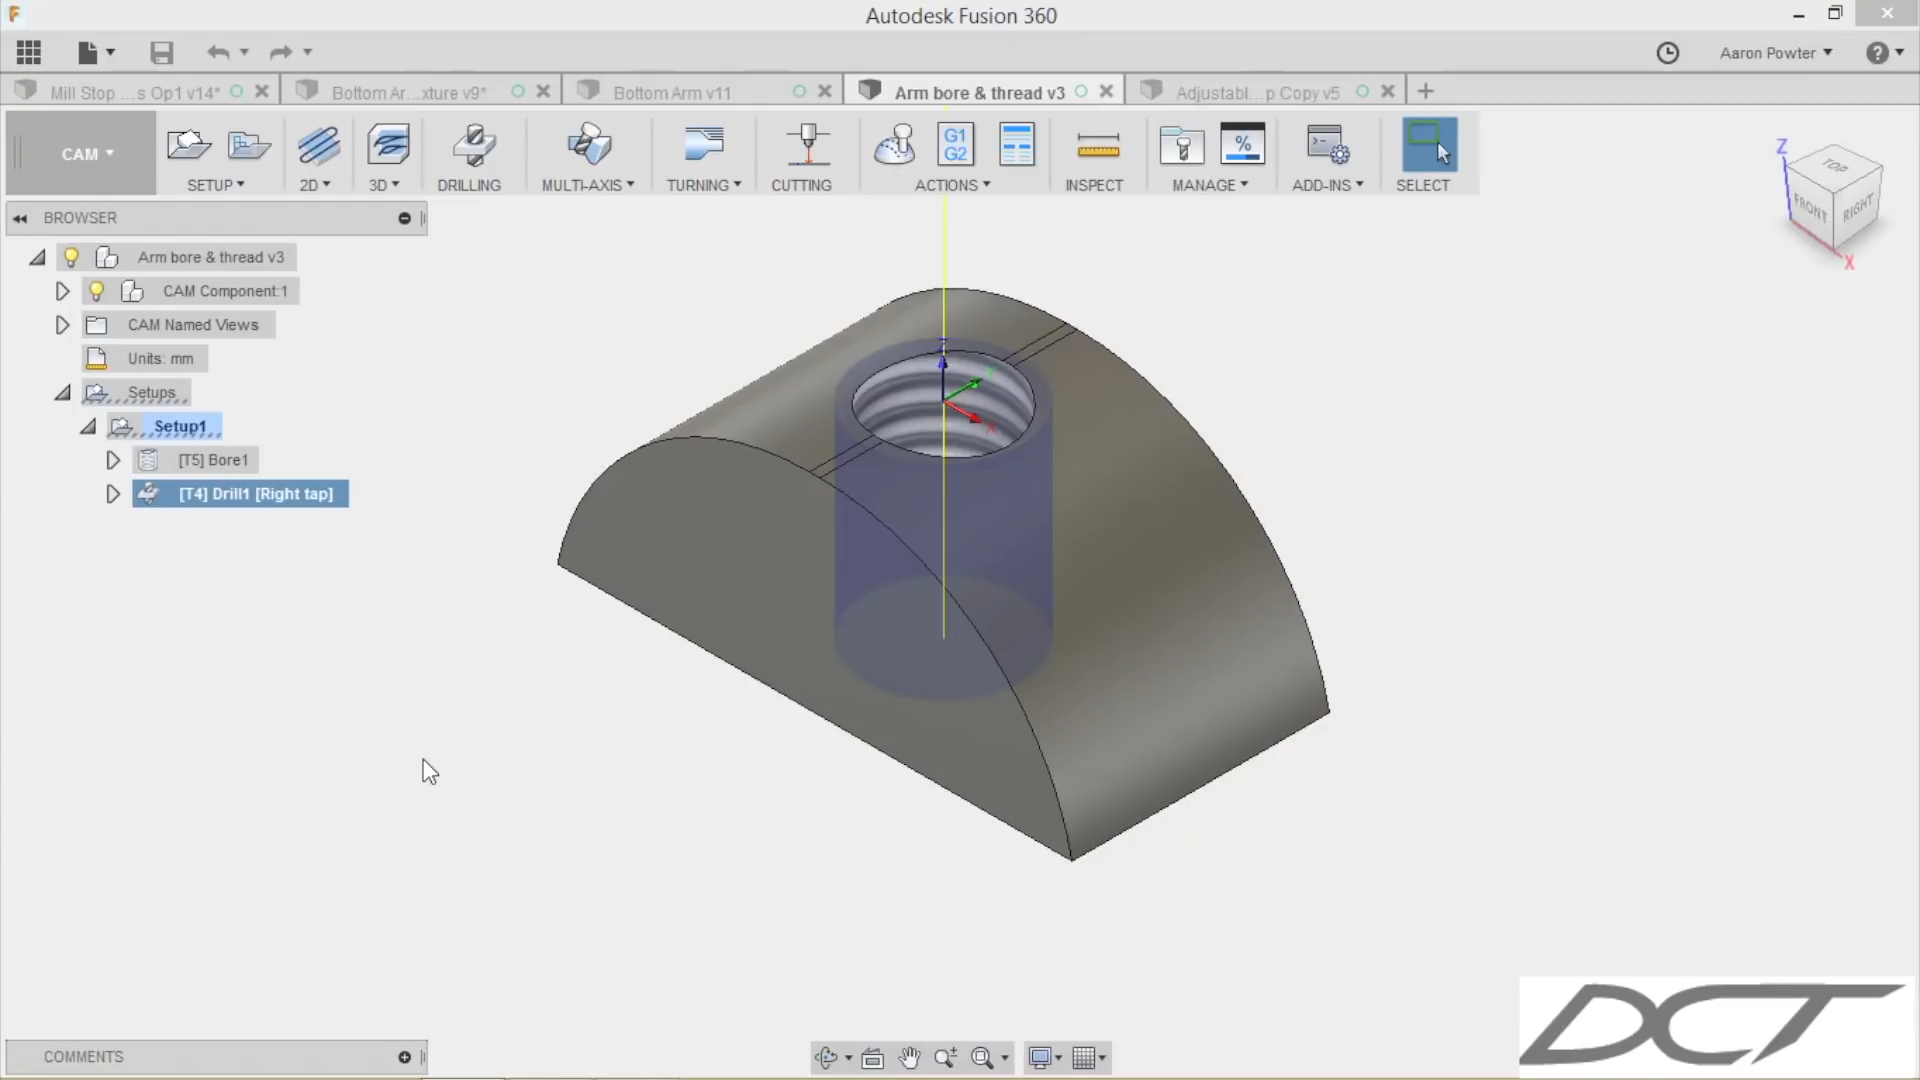 Autodesk Fusion 360
Aaron Powter
Mill Stop ...s Op1 v14*
Bottom Ar...xture v9*
Bottom Arm v11
Arm bore & thread v3
Adjustabl...p Copy v5
CAM
SETUP
2D
3D
DRILLING
MULTI-AXIS
TURNING
CUTTING
G1
G2
ACTIONS
INSPECT
%
MANAGE
ADD-INS
SELECT
Z
TOP
FRONT
RIGHT
X
BROWSER
Arm bore & thread v3
CAM Component:1
CAM Named Views
Units: mm
Setups
Setup1
[T5] Bore1
[T4] Drill1 [Right tap]
Z
X
COMMENTS
DCT